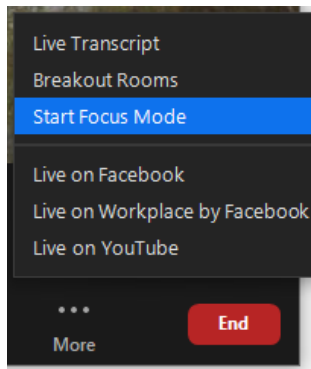 Live Transcript
Breakout Rooms
Start Focus Mode
Live on Facebook
Live on Workplace by Facebook
Live on YouTube
More
End